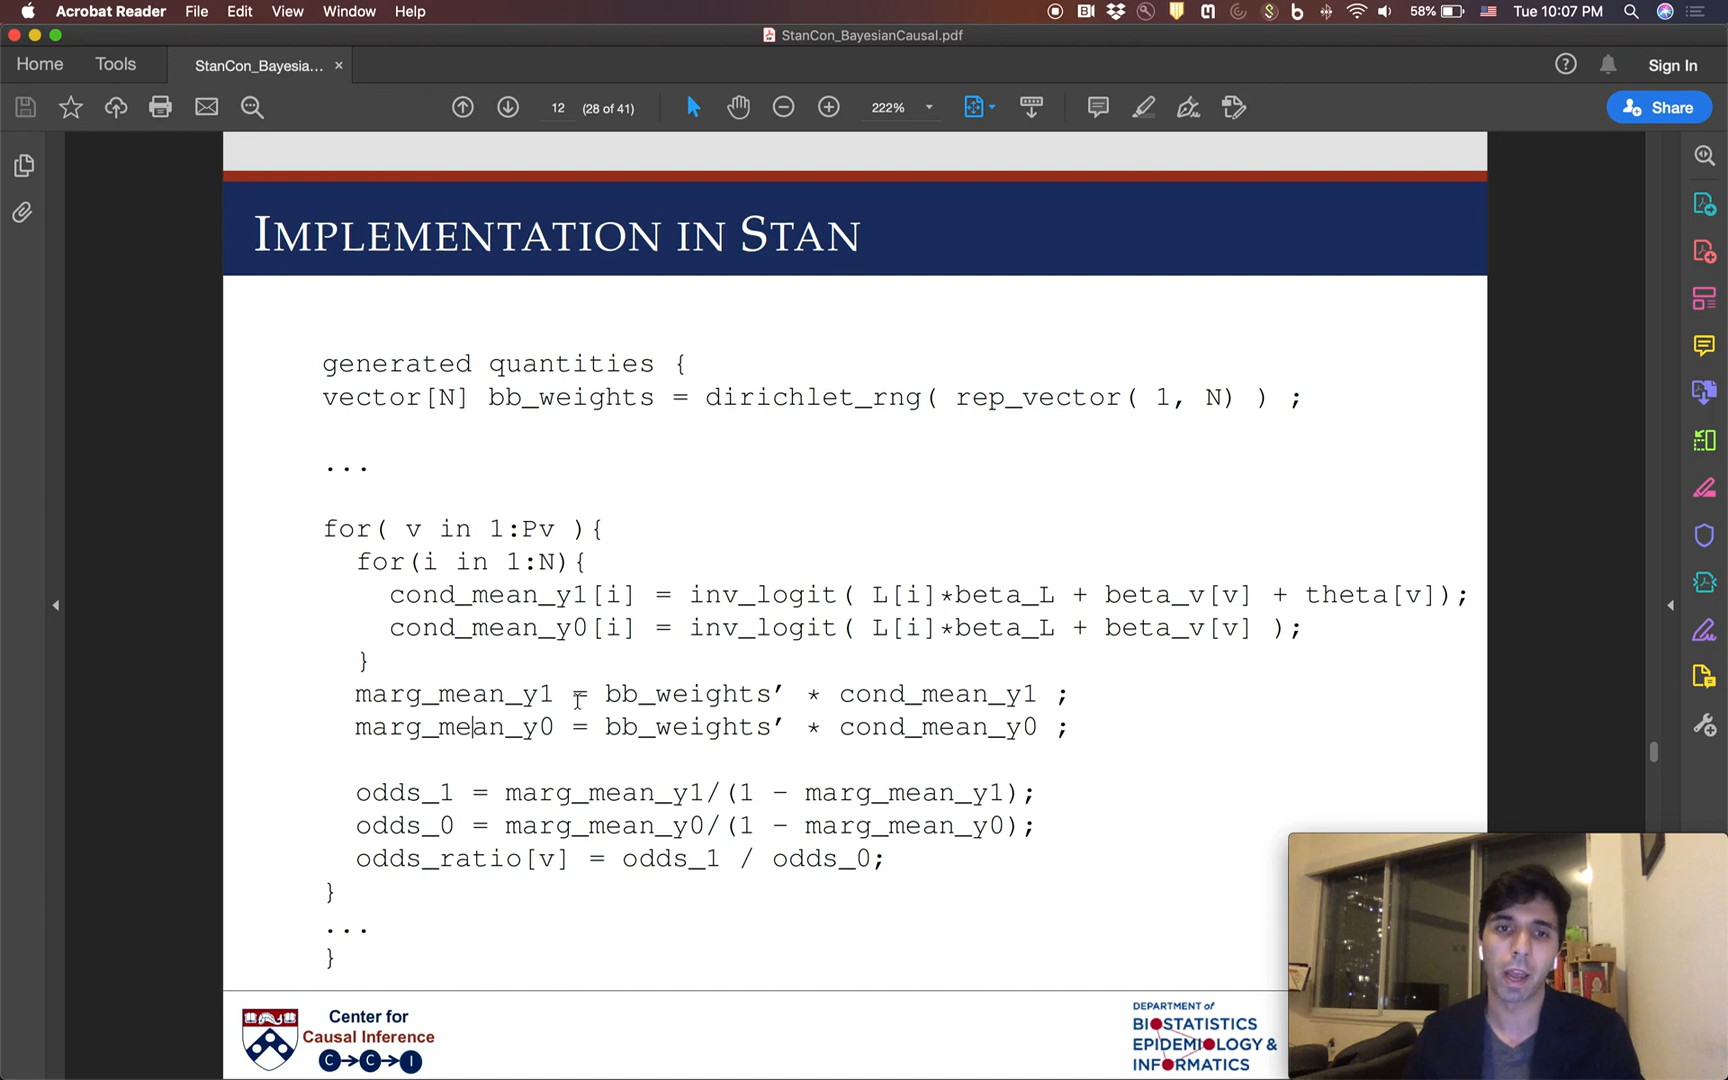 Acrobat Reader File Edit View Window Help 58% Tue 10:07 PM
StanCon_BayesianCausal.pdf
Home Tools StanCon_Bayesia... × Sign In
12 (28 of 41) 222% Share
IMPLEMENTATION IN STAN
generated quantities {
vector[N] bb_weights = dirichlet_rng( rep_vector( 1, N) ) ;
...
for( v in 1:Pv ){
for(i in 1:N){
cond_mean_y1[i] = inv_logit( L[i]*beta_L + beta_v[v] + theta[v]);
cond_mean_y0[i] = inv_logit( L[i]*beta_L + beta_v[v] );
}
marg_mean_y1 = bb_weights’ * cond_mean_y1 ;
marg_mean_y0 = bb_weights’ * cond_mean_y0 ;
odds_1 = marg_mean_y1/(1 - marg_mean_y1);
odds_0 = marg_mean_y0/(1 - marg_mean_y0);
odds_ratio[v] = odds_1 / odds_0;
}
...
}
Center for
Causal Inference
C→C→I
DEPARTMENT of
BIOSTATISTICS
EPIDEMIOLOGY &
INFORMATICS